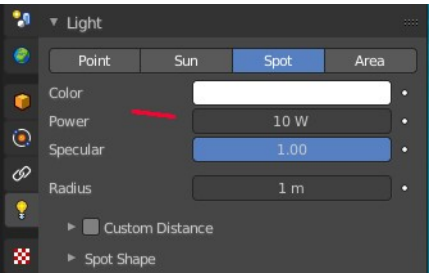 Light
Point Sun Spot Area
Color
Power 10 W
Specular 1.00
Radius 1 m
Custom Distance
Spot Shape